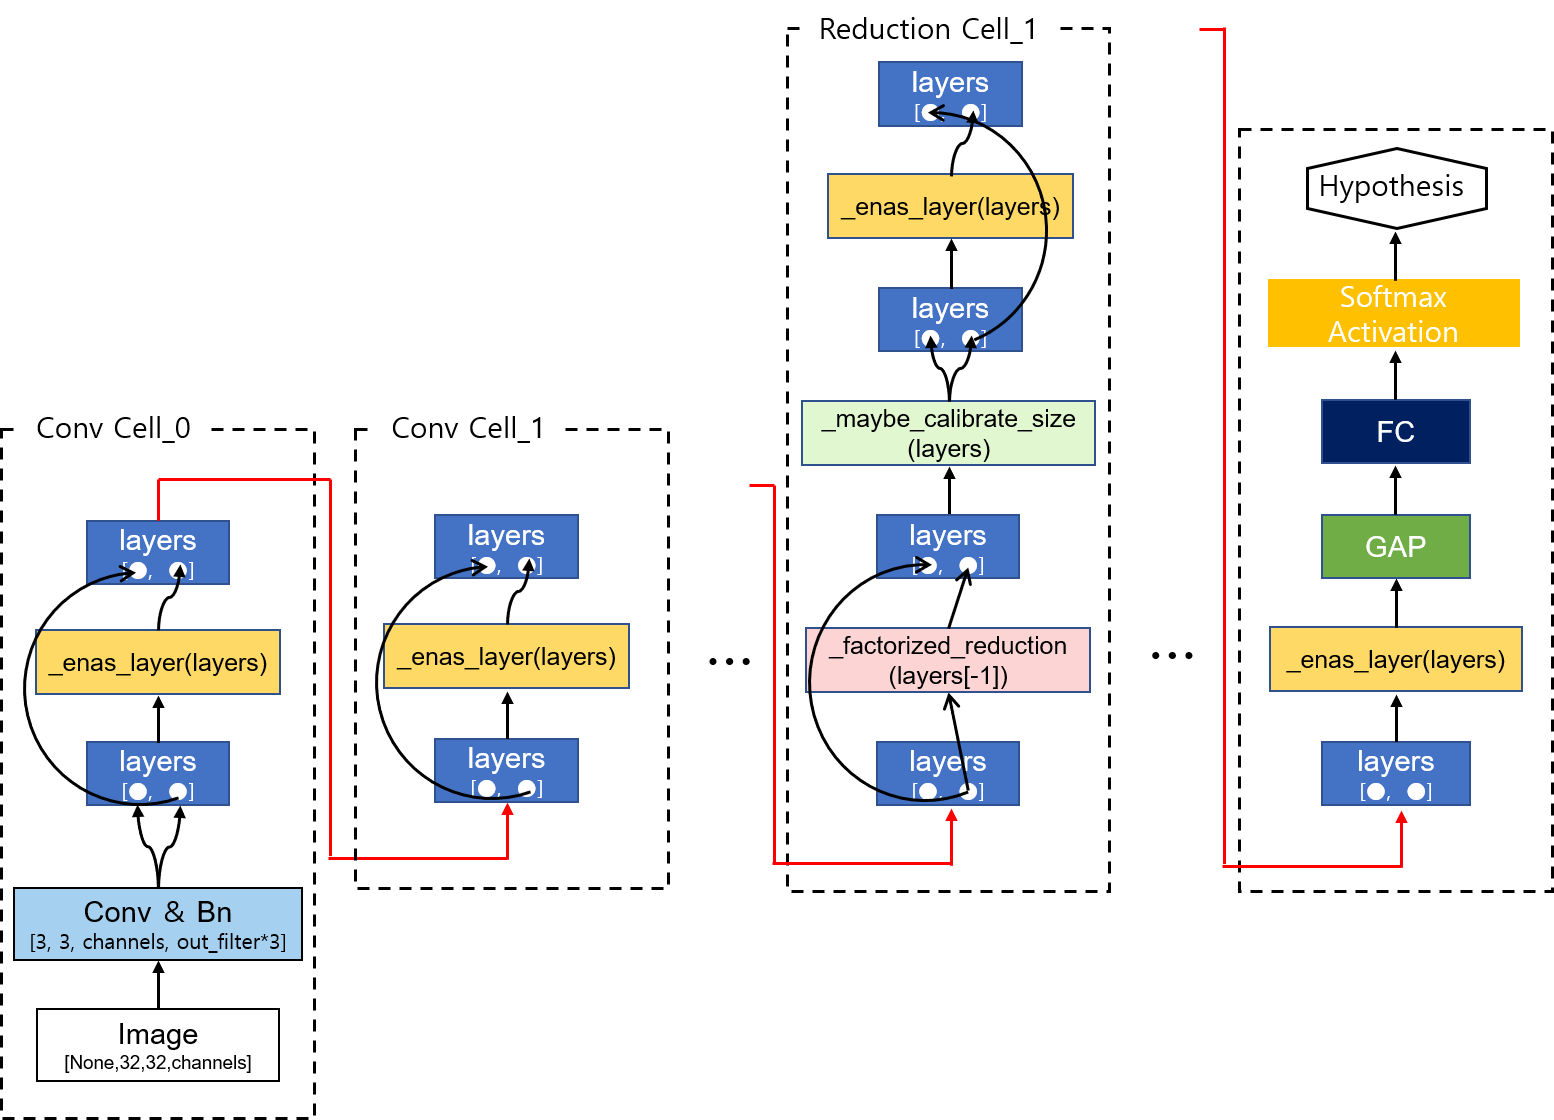 Conv Cell_0
layers
[ , ]
_enas_layer(layers)
layers
[ , ]
Conv & Bn
[3, 3, channels, out_filter*3]
Image
[None,32,32,channels]
Conv Cell_1
layers
[ , ]
_enas_layer(layers)
layers
[ , ]
...
Reduction Cell_1
layers
[ , ]
_enas_layer(layers)
layers
[ , ]
_maybe_calibrate_size
(layers)
layers
[ , ]
_factorized_reduction
(layers[-1])
layers
[ , ]
...
Hypothesis
Softmax
Activation
FC
GAP
_enas_layer(layers)
layers
[ , ]